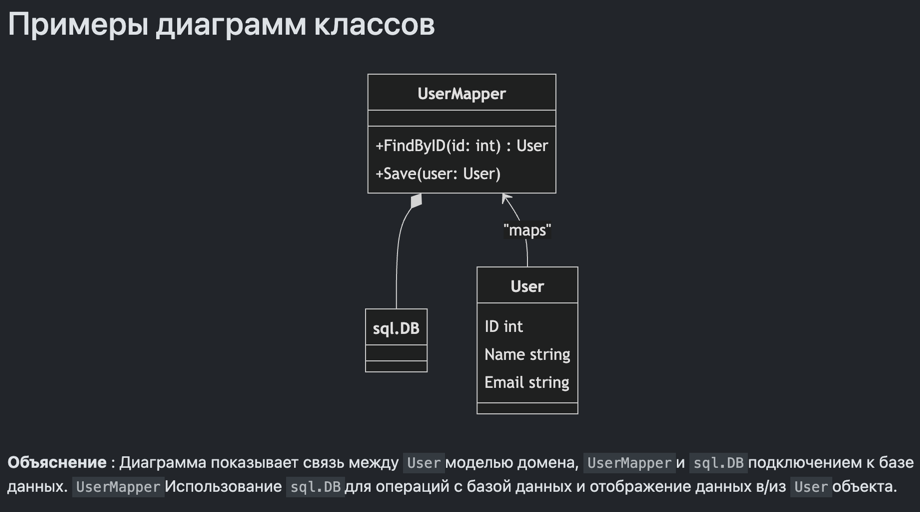 Примеры диаграмм классов
UserMapper
+FindByID(id: int) : User
+Save(user: User)
"maps"
User
sql.DB
ID int
Name string
Email string
Объяснение : Диаграмма показывает связь между User моделью домена, UserMapper и sql.DB подключением к базе
данных. UserMapper Использование sql.DB для операций с базой данных и отображение данных в/из User объекта.